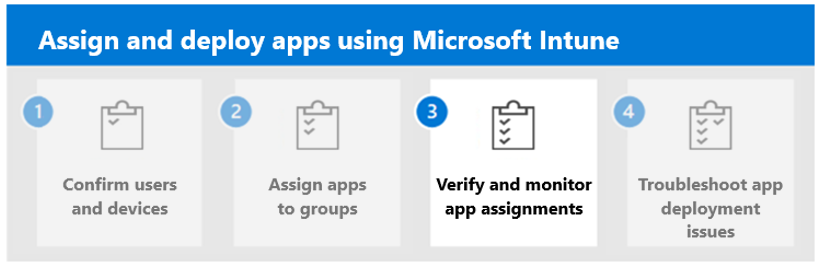 Assign and deploy apps using Microsoft Intune
1
Confirm users
and devices
2
Assign apps
to groups
3
Verify and monitor
app assignments
4
Troubleshoot app
deployment
issues